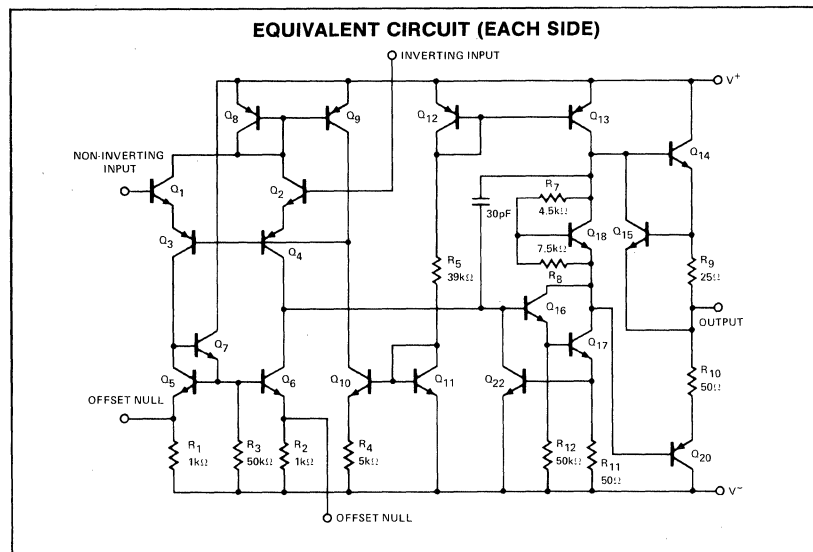 EQUIVALENT CIRCUIT (EACH SIDE)
INVERTING INPUT
V+
Q8
Q9
Q12
Q13
Q14
NON-INVERTING
INPUT
Q1
Q2
R7
4.5kΩ
30pF
Q3
Q4
Q18
Q15
7.5kΩ
R8
R9
25Ω
R5
39kΩ
Q16
OUTPUT
Q7
Q17
Q5
Q6
Q10
Q11
Q22
R10
50Ω
OFFSET NULL
R1
1kΩ
R3
50kΩ
R2
1kΩ
R4
5kΩ
R12
50kΩ
R11
50Ω
Q20
V−
OFFSET NULL